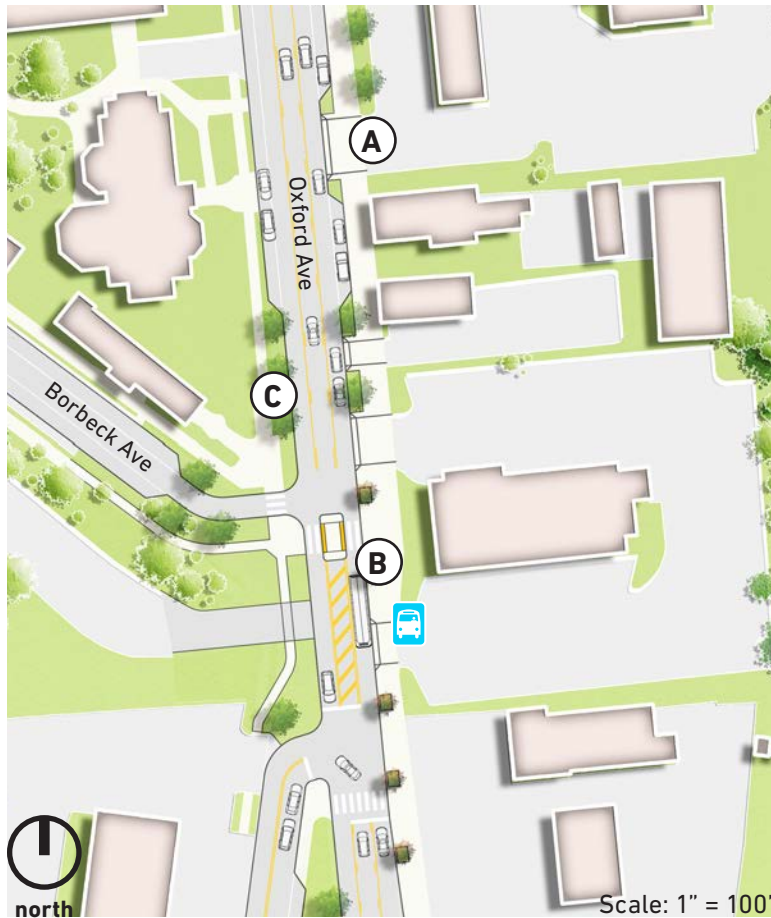 A
Oxford Ave
C
Borbeck Ave
B
north
Scale: 1” = 100’